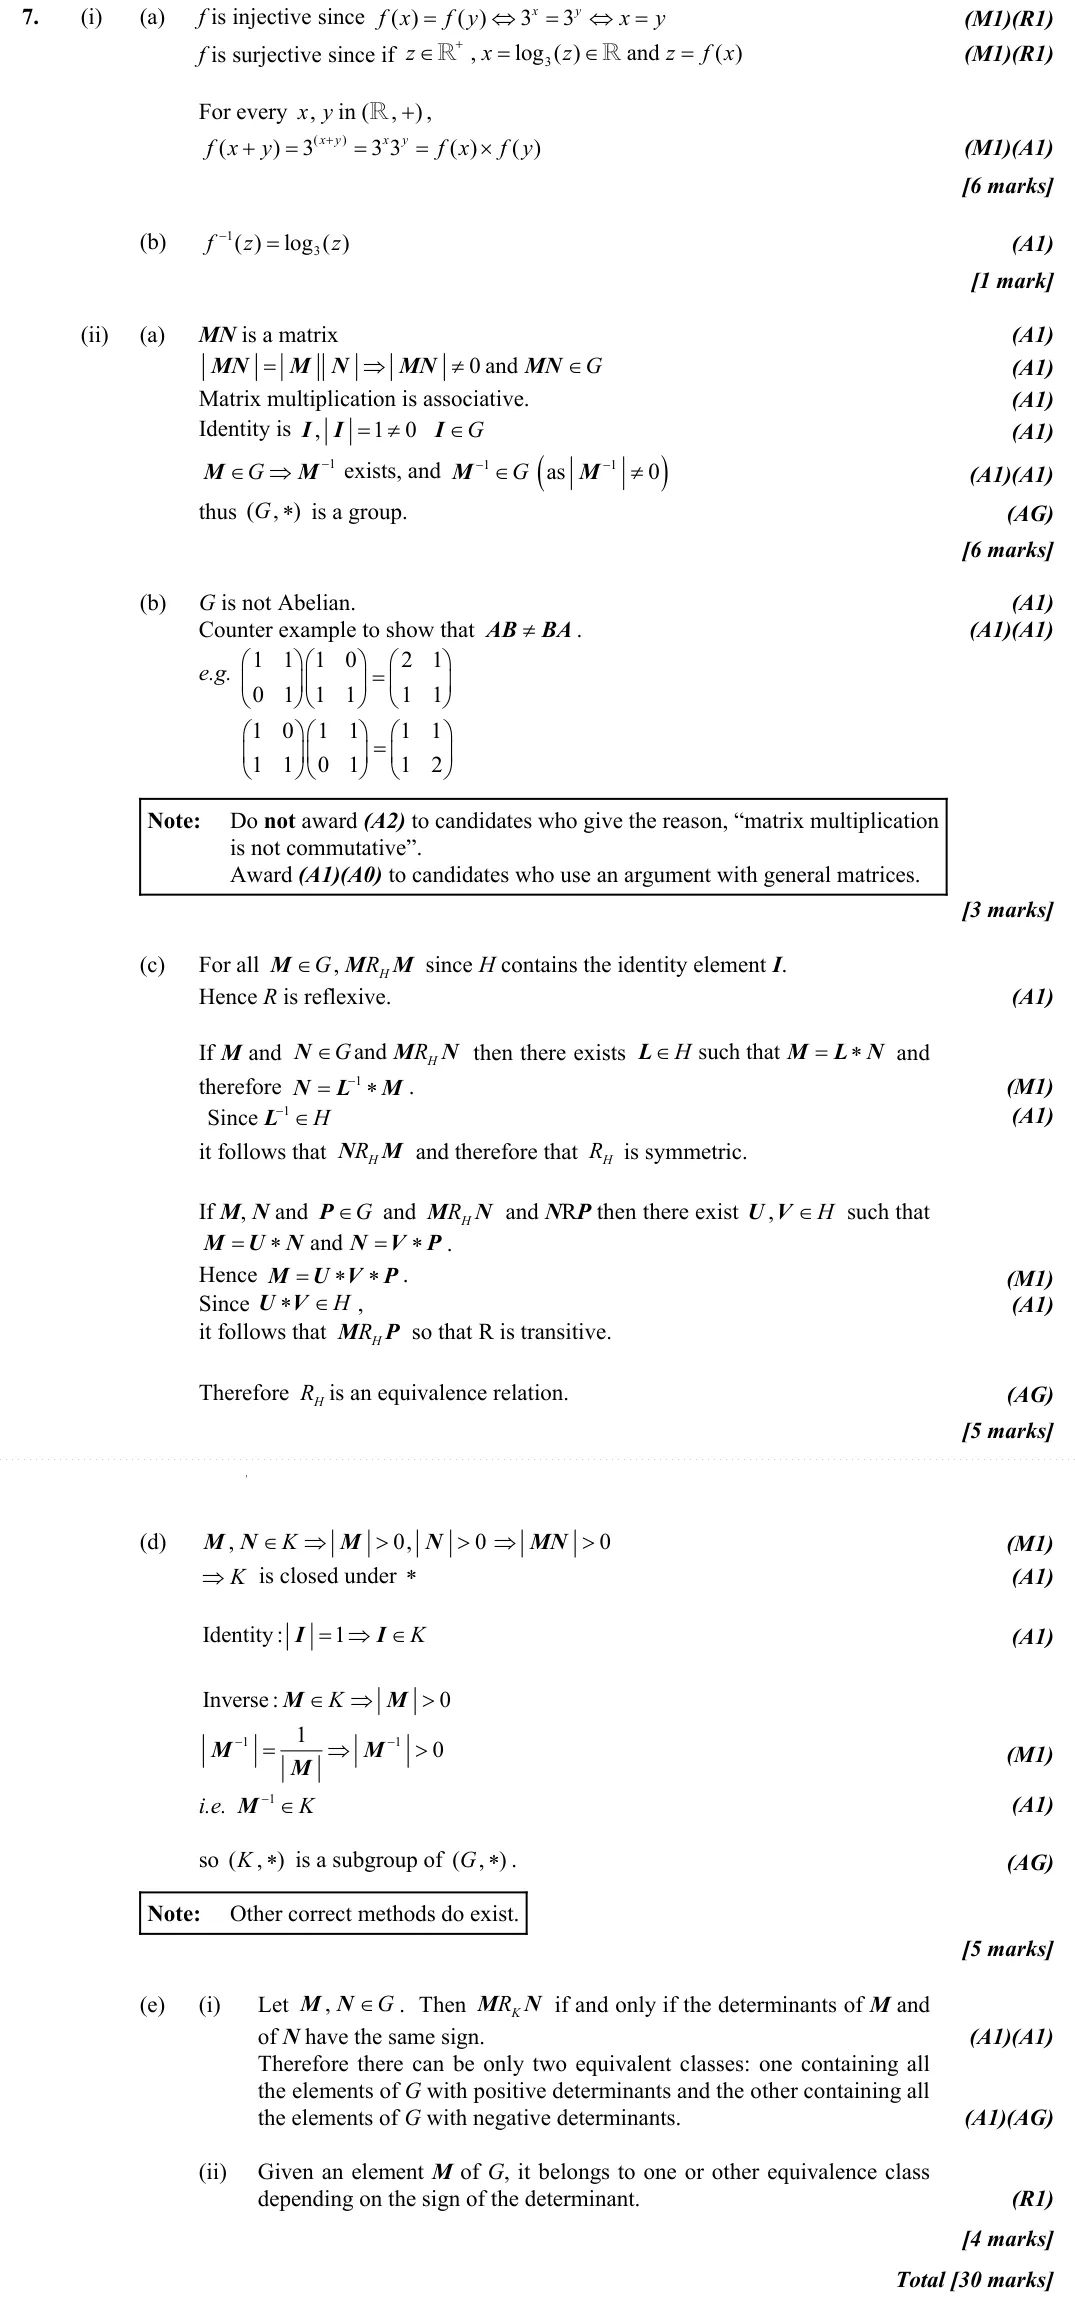 7. (i) (a) f is injective since f(x) = f(y) ⇔ 3^x = 3^y ⇔ x = y (M1)(R1)
f is surjective since if z ∈ ℝ⁺, x = log₃(z) ∈ ℝ and z = f(x) (M1)(R1)
For every x, y in (ℝ, +),
f(x + y) = 3^(x+y) = 3^x 3^y = f(x) × f(y) (M1)(A1)
[6 marks]
(b) f⁻¹(z) = log₃(z) (A1)
[1 mark]
(ii) (a) MN is a matrix (A1)
|MN| = |M||N| ⇒ |MN| ≠ 0 and MN ∈ G (A1)
Matrix multiplication is associative. (A1)
Identity is I, |I| = 1 ≠ 0 I ∈ G (A1)
M ∈ G ⇒ M⁻¹ exists, and M⁻¹ ∈ G (as |M⁻¹| ≠ 0) (A1)(A1)
thus (G, *) is a group. (AG)
[6 marks]
(b) G is not Abelian. (A1)
Counter example to show that AB ≠ BA. (A1)(A1)
e.g. (1 1; 0 1)(1 0; 1 1) = (2 1; 1 1)
(1 0; 1 1)(1 1; 0 1) = (1 1; 1 2)
Note: Do not award (A2) to candidates who give the reason, “matrix multiplication
is not commutative”.
Award (A1)(A0) to candidates who use an argument with general matrices.
[3 marks]
(c) For all M ∈ G, MR_H M since H contains the identity element I.
Hence R is reflexive. (A1)
If M and N ∈ G and MR_H N then there exists L ∈ H such that M = L * N and
therefore N = L⁻¹ * M. (M1)
Since L⁻¹ ∈ H (A1)
it follows that NR_H M and therefore that R_H is symmetric.
If M, N and P ∈ G and MR_H N and NRP then there exist U, V ∈ H such that
M = U * N and N = V * P.
Hence M = U * V * P. (M1)
Since U * V ∈ H, (A1)
it follows that MR_H P so that R is transitive.
Therefore R_H is an equivalence relation. (AG)
[5 marks]
(d) M, N ∈ K ⇒ |M| > 0, |N| > 0 ⇒ |MN| > 0 (M1)
⇒ K is closed under * (A1)
Identity: |I| = 1 ⇒ I ∈ K (A1)
Inverse: M ∈ K ⇒ |M| > 0
|M⁻¹| = 1/|M| ⇒ |M⁻¹| > 0 (M1)
i.e. M⁻¹ ∈ K (A1)
so (K, *) is a subgroup of (G, *). (AG)
Note: Other correct methods do exist.
[5 marks]
(e) (i) Let M, N ∈ G. Then MR_K N if and only if the determinants of M and
of N have the same sign. (A1)(A1)
Therefore there can be only two equivalent classes: one containing all
the elements of G with positive determinants and the other containing all
the elements of G with negative determinants. (A1)(AG)
(ii) Given an element M of G, it belongs to one or other equivalence class
depending on the sign of the determinant. (R1)
[4 marks]
Total [30 marks]